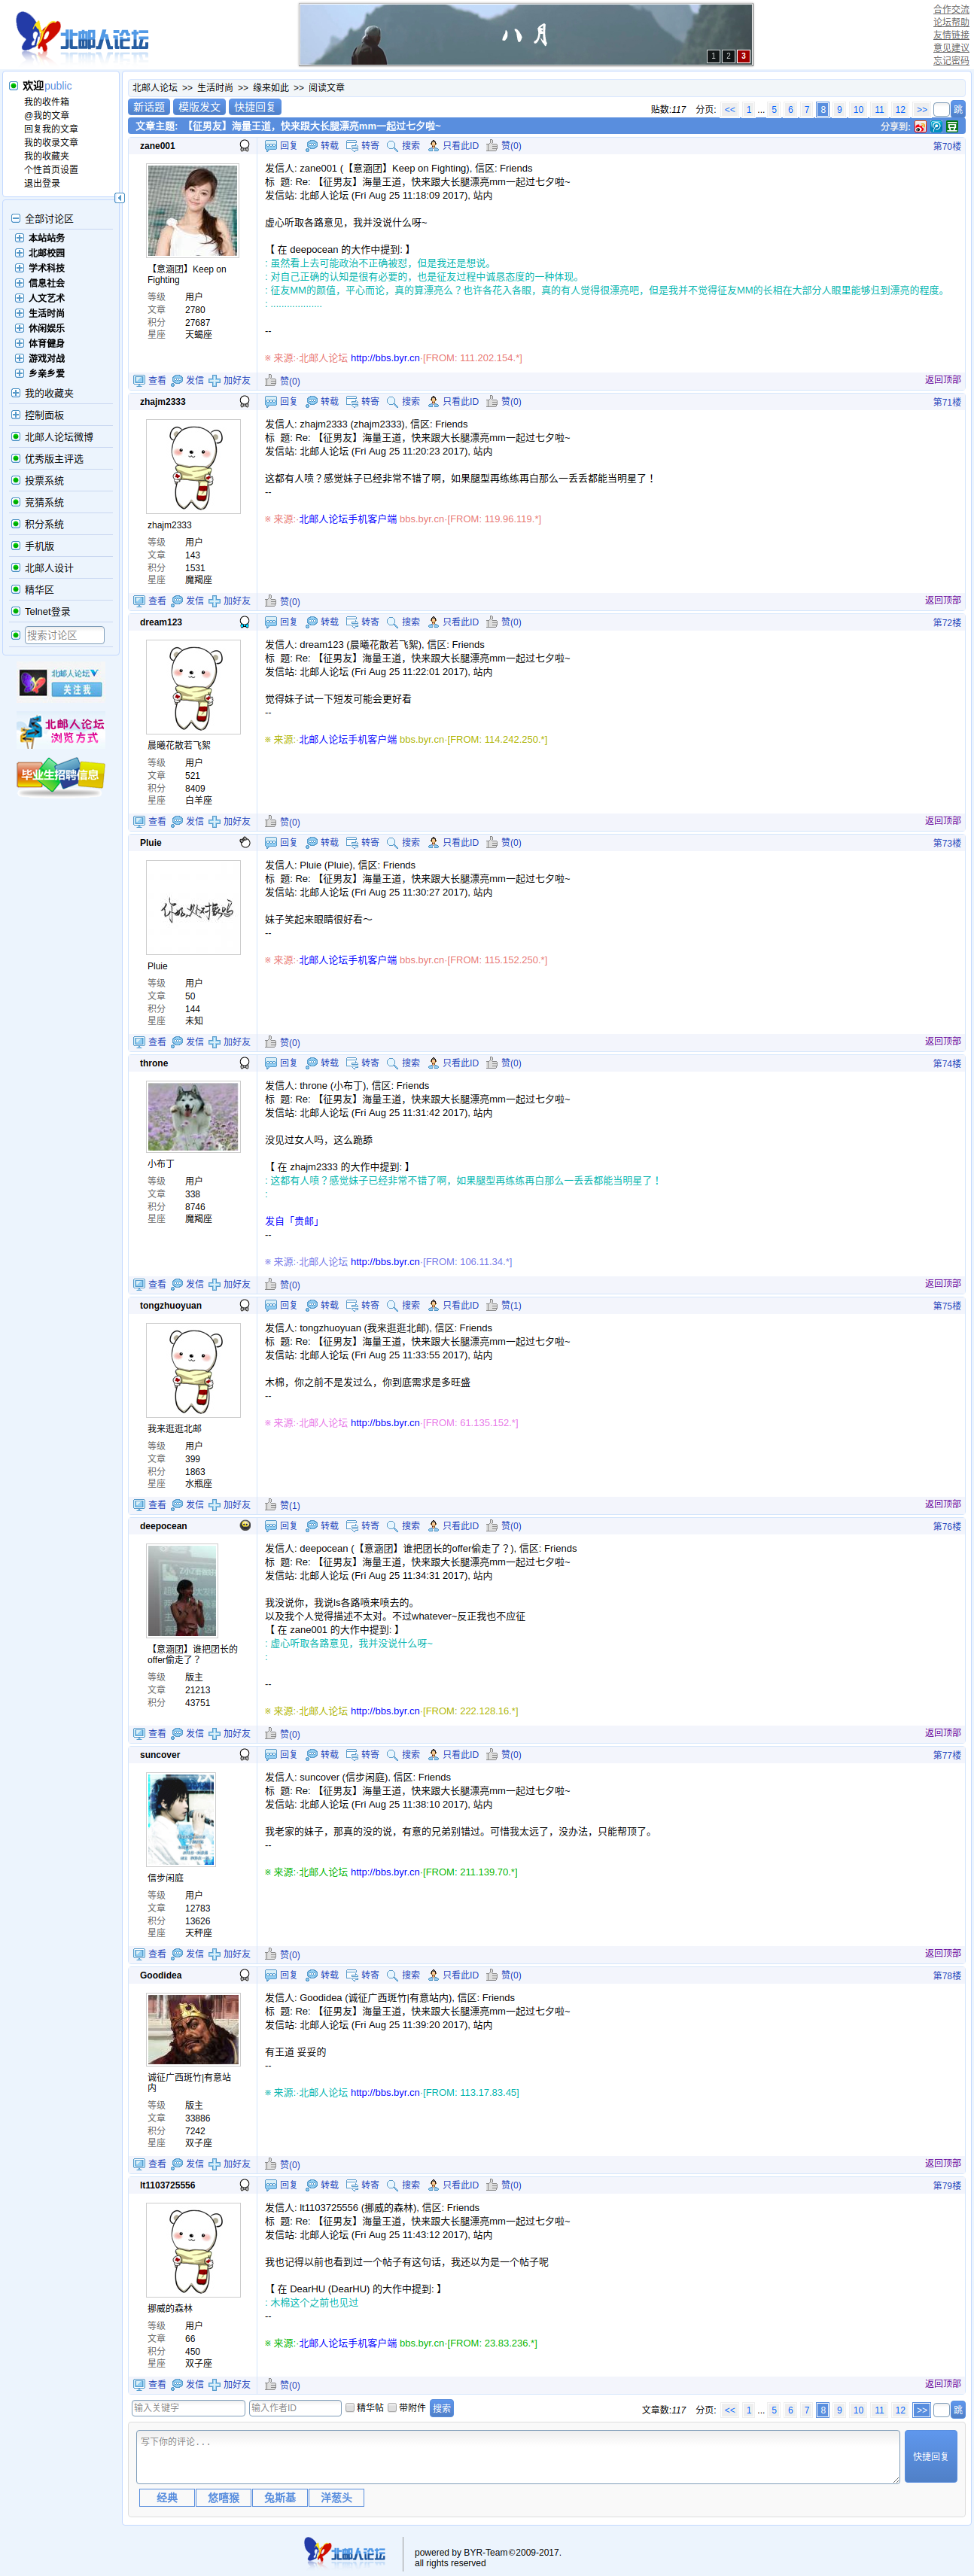 北邮人论坛
八月
1 2 3
合作交流
论坛帮助
友情链接
意见建议
忘记密码
欢迎public
我的收件箱
@我的文章
回复我的文章
我的收录文章
我的收藏夹
个性首页设置
退出登录
全部讨论区
本站站务
北邮校园
学术科技
信息社会
人文艺术
生活时尚
休闲娱乐
体育健身
游戏对战
乡亲乡爱
我的收藏夹
控制面板
北邮人论坛微博
优秀版主评选
投票系统
竞猜系统
积分系统
手机版
北邮人设计
精华区
Telnet登录
搜索讨论区
北邮人论坛
关注我
北邮人论坛
浏览方式
毕业生招聘信息
北邮人论坛 >> 生活时尚 >> 缘来如此 >> 阅读文章
新话题 模版发文 快捷回复
贴数:117 分页: << 1 ... 5 6 7 8 9 10 11 12 >> 跳
文章主题: 【征男友】海量王道，快来跟大长腿漂亮mm一起过七夕啦~ 分享到: 豆
zane001 回复 转载 转寄 搜索 只看此ID 赞(0) 第70楼
【意涵团】Keep on
Fighting
等级 用户
文章 2780
积分 27687
星座 天蝎座
发信人: zane001 (【意涵团】Keep on Fighting), 信区: Friends
标 题: Re: 【征男友】海量王道，快来跟大长腿漂亮mm一起过七夕啦~
发信站: 北邮人论坛 (Fri Aug 25 11:18:09 2017), 站内
虚心听取各路意见，我并没说什么呀~
【 在 deepocean 的大作中提到: 】
: 虽然看上去可能政治不正确被怼，但是我还是想说。
: 对自己正确的认知是很有必要的，也是征友过程中诚恳态度的一种体现。
: 征友MM的颜值，平心而论，真的算漂亮么？也许各花入各眼，真的有人觉得很漂亮吧，但是我并不觉得征友MM的长相在大部分人眼里能够归到漂亮的程度。
: ...................
--
※ 来源:·北邮人论坛 http://bbs.byr.cn·[FROM: 111.202.154.*]
查看 发信 加好友 赞(0) 返回顶部
zhajm2333 回复 转载 转寄 搜索 只看此ID 赞(0) 第71楼
zhajm2333
等级 用户
文章 143
积分 1531
星座 魔羯座
发信人: zhajm2333 (zhajm2333), 信区: Friends
标 题: Re: 【征男友】海量王道，快来跟大长腿漂亮mm一起过七夕啦~
发信站: 北邮人论坛 (Fri Aug 25 11:20:23 2017), 站内
这都有人喷？感觉妹子已经非常不错了啊，如果腿型再练练再白那么一丢丢都能当明星了！
--
※ 来源:·北邮人论坛手机客户端 bbs.byr.cn·[FROM: 119.96.119.*]
查看 发信 加好友 赞(0) 返回顶部
dream123 回复 转载 转寄 搜索 只看此ID 赞(0) 第72楼
晨曦花散若飞絮
等级 用户
文章 521
积分 8409
星座 白羊座
发信人: dream123 (晨曦花散若飞絮), 信区: Friends
标 题: Re: 【征男友】海量王道，快来跟大长腿漂亮mm一起过七夕啦~
发信站: 北邮人论坛 (Fri Aug 25 11:22:01 2017), 站内
觉得妹子试一下短发可能会更好看
--
※ 来源:·北邮人论坛手机客户端 bbs.byr.cn·[FROM: 114.242.250.*]
查看 发信 加好友 赞(0) 返回顶部
Pluie 回复 转载 转寄 搜索 只看此ID 赞(0) 第73楼
Pluie
等级 用户
文章 50
积分 144
星座 未知
发信人: Pluie (Pluie), 信区: Friends
标 题: Re: 【征男友】海量王道，快来跟大长腿漂亮mm一起过七夕啦~
发信站: 北邮人论坛 (Fri Aug 25 11:30:27 2017), 站内
妹子笑起来眼睛很好看～
--
※ 来源:·北邮人论坛手机客户端 bbs.byr.cn·[FROM: 115.152.250.*]
查看 发信 加好友 赞(0) 返回顶部
throne 回复 转载 转寄 搜索 只看此ID 赞(0) 第74楼
小布丁
等级 用户
文章 338
积分 8746
星座 魔羯座
发信人: throne (小布丁), 信区: Friends
标 题: Re: 【征男友】海量王道，快来跟大长腿漂亮mm一起过七夕啦~
发信站: 北邮人论坛 (Fri Aug 25 11:31:42 2017), 站内
没见过女人吗，这么跪舔
【 在 zhajm2333 的大作中提到: 】
: 这都有人喷？感觉妹子已经非常不错了啊，如果腿型再练练再白那么一丢丢都能当明星了！
:
发自「贵邮」
--
※ 来源:·北邮人论坛 http://bbs.byr.cn·[FROM: 106.11.34.*]
查看 发信 加好友 赞(0) 返回顶部
tongzhuoyuan 回复 转载 转寄 搜索 只看此ID 赞(1) 第75楼
我来逛逛北邮
等级 用户
文章 399
积分 1863
星座 水瓶座
发信人: tongzhuoyuan (我来逛逛北邮), 信区: Friends
标 题: Re: 【征男友】海量王道，快来跟大长腿漂亮mm一起过七夕啦~
发信站: 北邮人论坛 (Fri Aug 25 11:33:55 2017), 站内
木棉，你之前不是发过么，你到底需求是多旺盛
--
※ 来源:·北邮人论坛 http://bbs.byr.cn·[FROM: 61.135.152.*]
查看 发信 加好友 赞(1) 返回顶部
deepocean 回复 转载 转寄 搜索 只看此ID 赞(0) 第76楼
【意涵团】谁把团长的
offer偷走了？
等级 版主
文章 21213
积分 43751
发信人: deepocean (【意涵团】谁把团长的offer偷走了？), 信区: Friends
标 题: Re: 【征男友】海量王道，快来跟大长腿漂亮mm一起过七夕啦~
发信站: 北邮人论坛 (Fri Aug 25 11:34:31 2017), 站内
我没说你，我说ls各路喷来喷去的。
以及我个人觉得描述不太对。不过whatever~反正我也不应征
【 在 zane001 的大作中提到: 】
: 虚心听取各路意见，我并没说什么呀~
:
--
※ 来源:·北邮人论坛 http://bbs.byr.cn·[FROM: 222.128.16.*]
查看 发信 加好友 赞(0) 返回顶部
suncover 回复 转载 转寄 搜索 只看此ID 赞(0) 第77楼
信步闲庭
等级 用户
文章 12783
积分 13626
星座 天秤座
发信人: suncover (信步闲庭), 信区: Friends
标 题: Re: 【征男友】海量王道，快来跟大长腿漂亮mm一起过七夕啦~
发信站: 北邮人论坛 (Fri Aug 25 11:38:10 2017), 站内
我老家的妹子，那真的没的说，有意的兄弟别错过。可惜我太远了，没办法，只能帮顶了。
--
※ 来源:·北邮人论坛 http://bbs.byr.cn·[FROM: 211.139.70.*]
查看 发信 加好友 赞(0) 返回顶部
Goodidea 回复 转载 转寄 搜索 只看此ID 赞(0) 第78楼
诚征广西斑竹|有意站
内
等级 版主
文章 33886
积分 7242
星座 双子座
发信人: Goodidea (诚征广西斑竹|有意站内), 信区: Friends
标 题: Re: 【征男友】海量王道，快来跟大长腿漂亮mm一起过七夕啦~
发信站: 北邮人论坛 (Fri Aug 25 11:39:20 2017), 站内
有王道 妥妥的
--
※ 来源:·北邮人论坛 http://bbs.byr.cn·[FROM: 113.17.83.45]
查看 发信 加好友 赞(0) 返回顶部
lt1103725556 回复 转载 转寄 搜索 只看此ID 赞(0) 第79楼
挪威的森林
等级 用户
文章 66
积分 450
星座 双子座
发信人: lt1103725556 (挪威的森林), 信区: Friends
标 题: Re: 【征男友】海量王道，快来跟大长腿漂亮mm一起过七夕啦~
发信站: 北邮人论坛 (Fri Aug 25 11:43:12 2017), 站内
我也记得以前也看到过一个帖子有这句话，我还以为是一个帖子呢
【 在 DearHU (DearHU) 的大作中提到: 】
: 木棉这个之前也见过
--
※ 来源:·北邮人论坛手机客户端 bbs.byr.cn·[FROM: 23.83.236.*]
查看 发信 加好友 赞(0) 返回顶部
输入关键字 输入作者ID 精华帖 带附件 搜索
文章数:117 分页: << 1 ... 5 6 7 8 9 10 11 12 >> 跳
写下你的评论...
快捷回复
经典 悠嘻猴 兔斯基 洋葱头
北邮人论坛
powered by BYR-Team©2009-2017.
all rights reserved